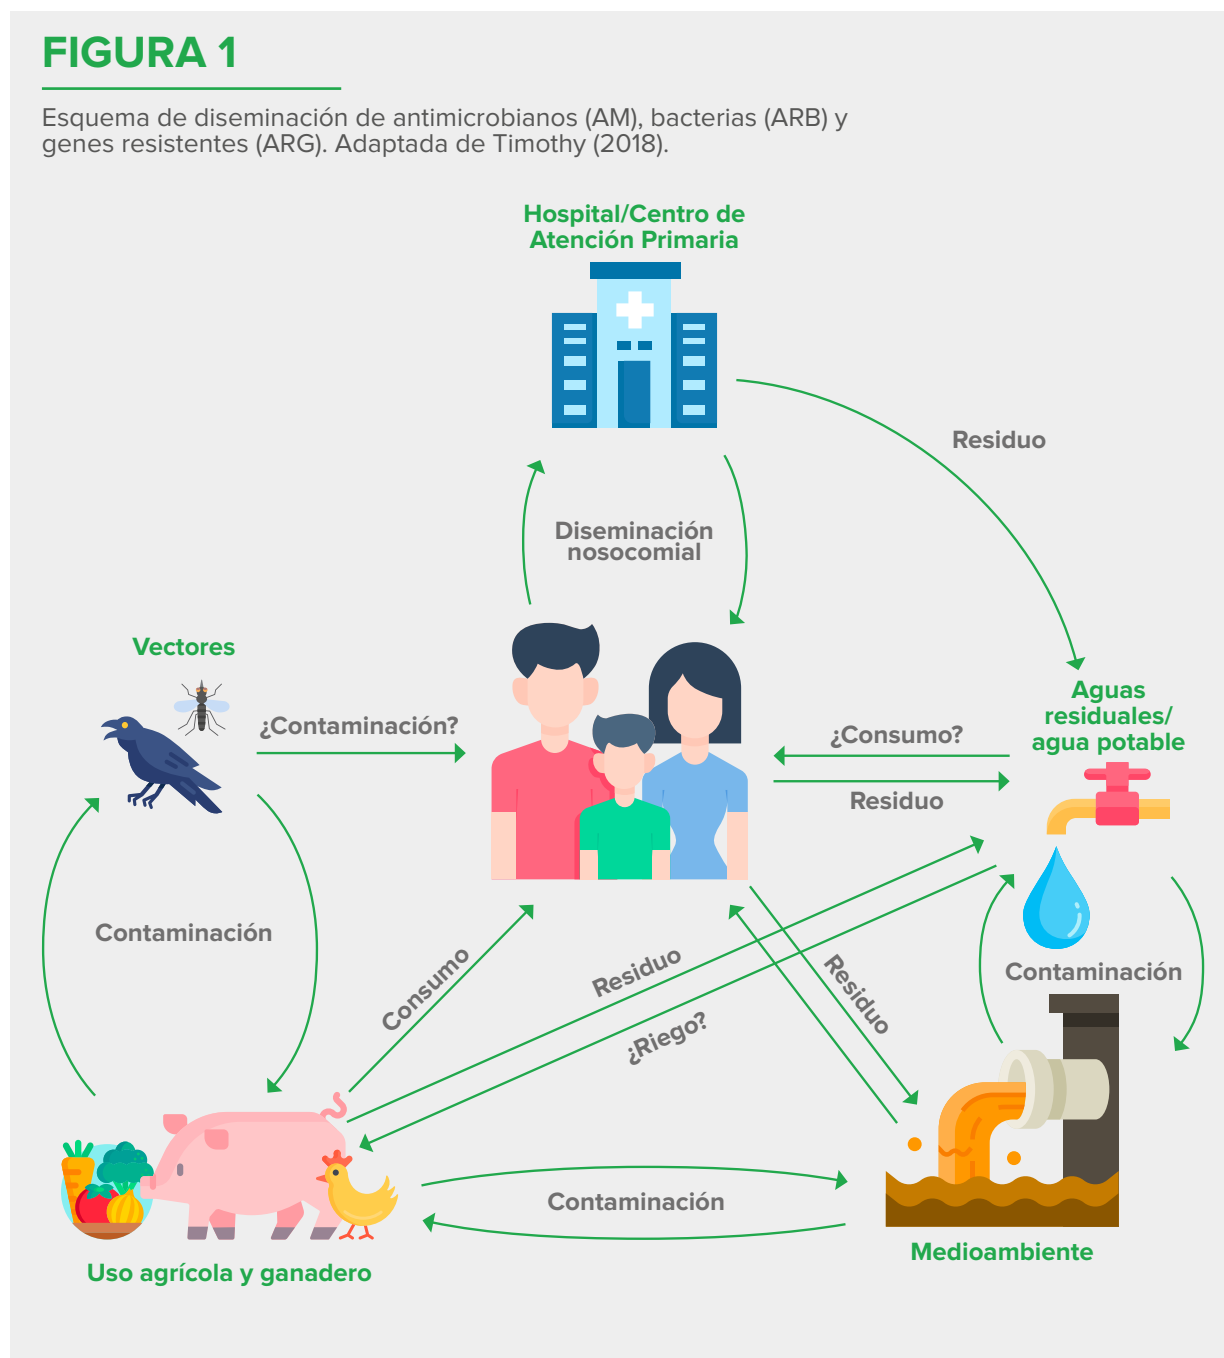 FIGURA 1
Esquema de diseminación de antimicrobianos (AM), bacterias (ARB) y
genes resistentes (ARG). Adaptada de Timothy (2018).
Hospital/Centro de
Atención Primaria
Residuo
Diseminación
nosocomial
Vectores
¿Contaminación?
Aguas
residuales/
agua potable
¿Consumo?
Residuo
Contaminación
Consumo
Residuo
¿Riego?
Residuo
Contaminación
Contaminación
Uso agrícola y ganadero
Medioambiente